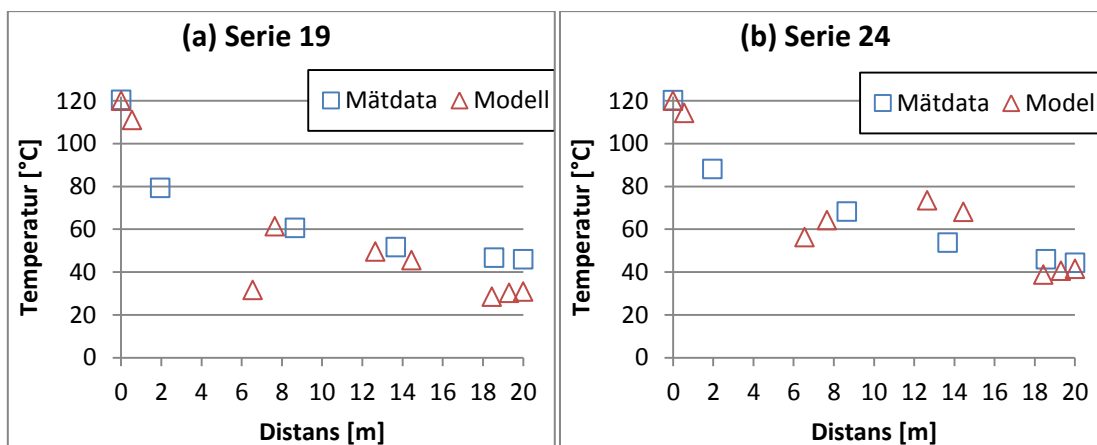 (a) Serie 19
Mätdata
Modell
Temperatur [°C]
120
100
80
60
40
20
0
0 2 4 6 8 10 12 14 16 18 20
Distans [m]
(b) Serie 24
Mätdata
Modell
Temperatur [°C]
120
100
80
60
40
20
0
0 2 4 6 8 10 12 14 16 18 20
Distans [m]